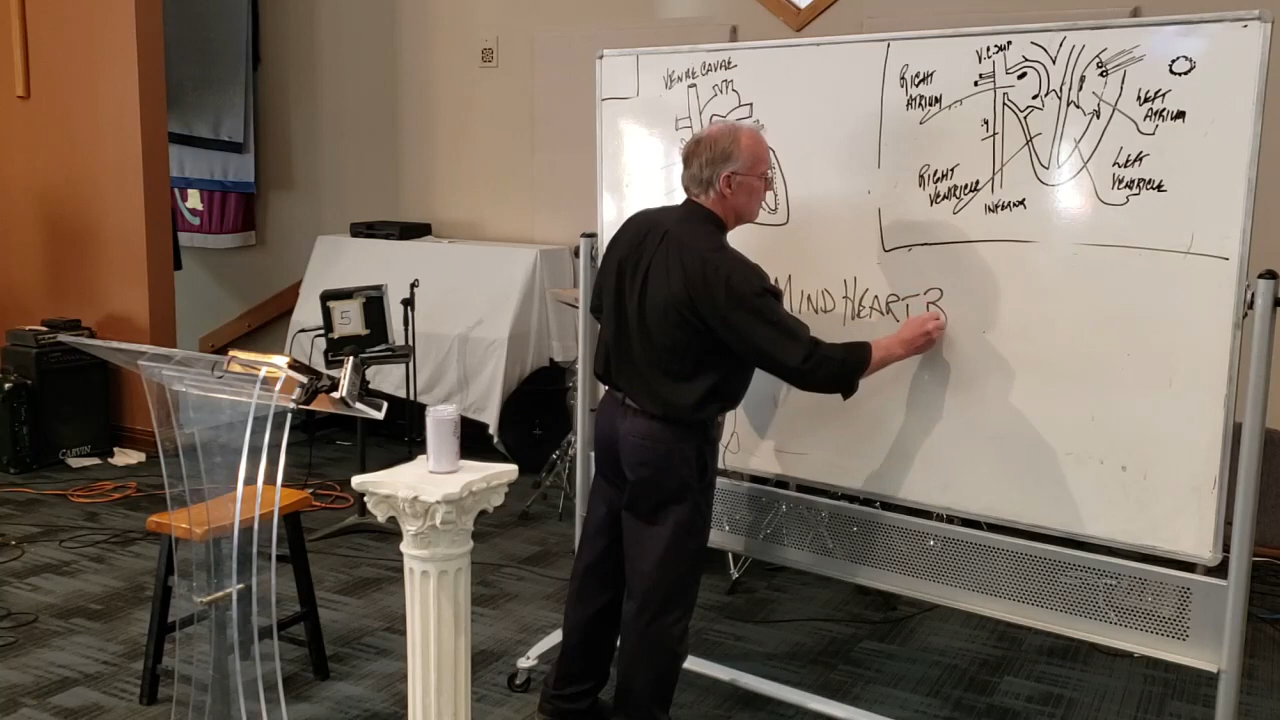 VENAE CAVAE
V.C. SUP
RIGHT
ATRIUM
LEFT
ATRIUM
RIGHT
VENTRICLE
LEFT
VENTRICLE
INFERIOR
MIND HEART B
5
CARVIN